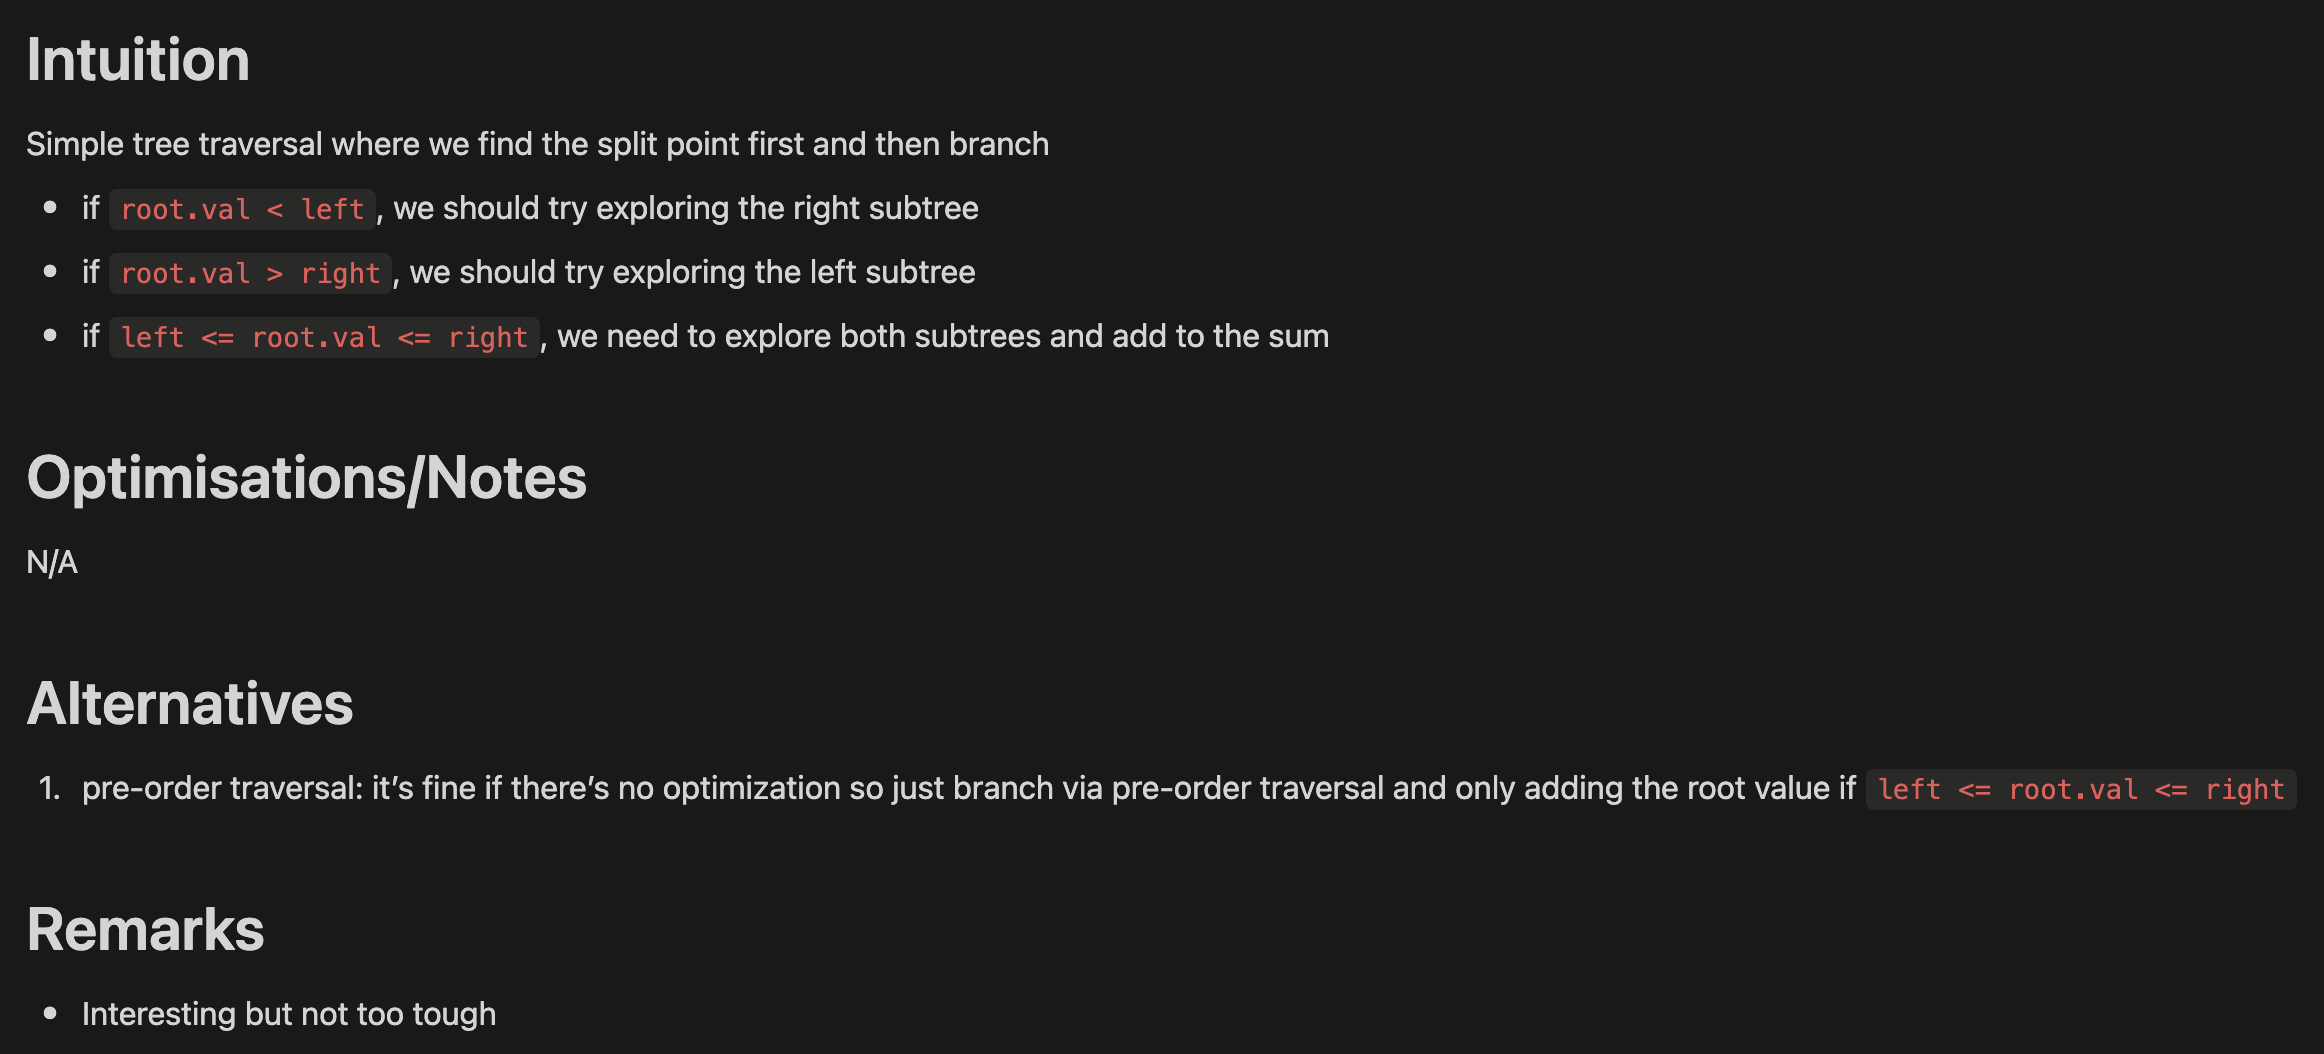 Intuition
Simple tree traversal where we find the split point first and then branch
• if root.val < left, we should try exploring the right subtree
• if root.val > right, we should try exploring the left subtree
• if left <= root.val <= right, we need to explore both subtrees and add to the sum
Optimisations/Notes
N/A
Alternatives
1. pre-order traversal: it’s fine if there’s no optimization so just branch via pre-order traversal and only adding the root value if left <= root.val <= right
Remarks
• Interesting but not too tough